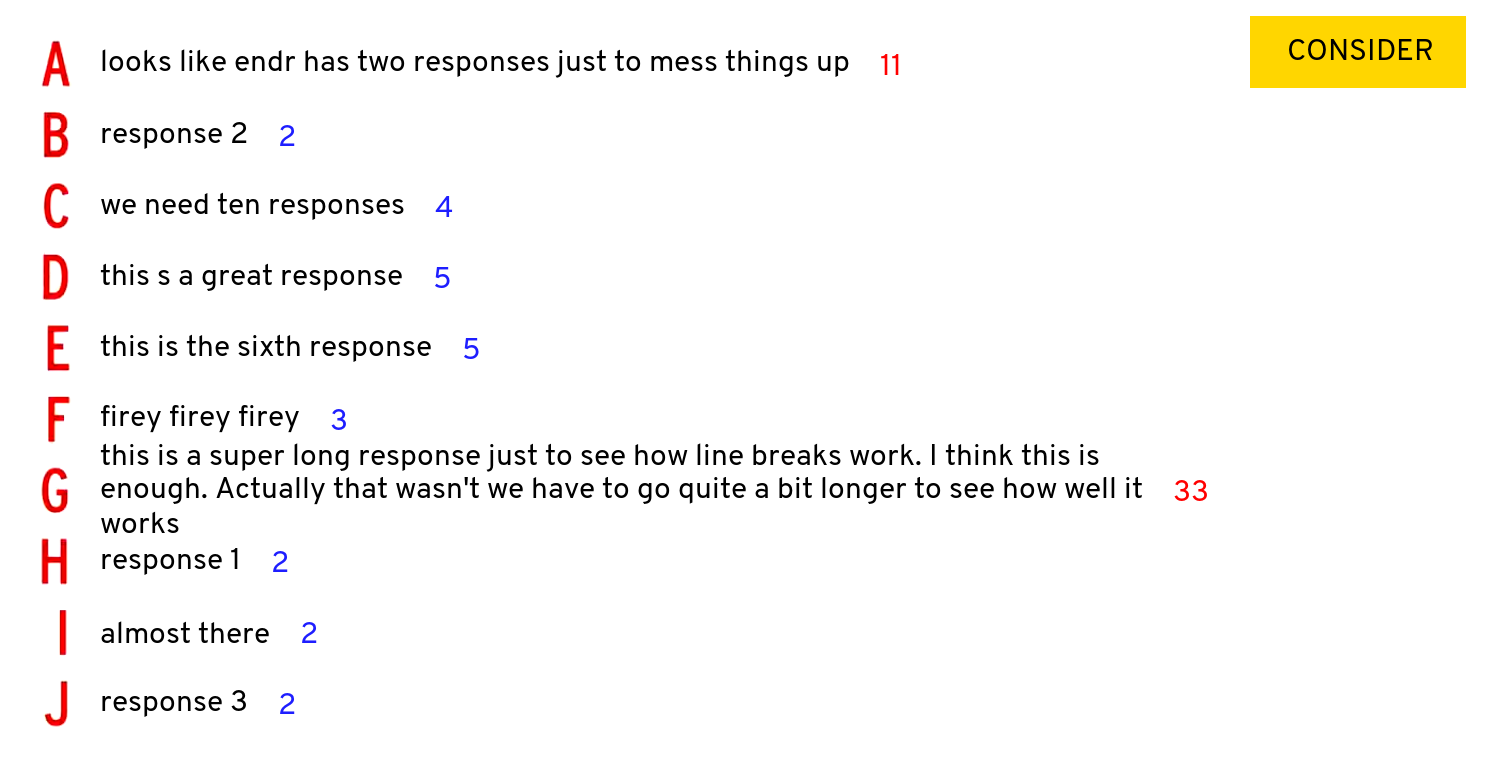 A looks like endr has two responses just to mess things up 11
CONSIDER
B response 2 2
C we need ten responses 4
D this s a great response 5
E this is the sixth response 5
F firey firey firey 3
this is a super long response just to see how line breaks work. I think this is
G enough. Actually that wasn't we have to go quite a bit longer to see how well it 33
works
H response 1 2
I almost there 2
J response 3 2